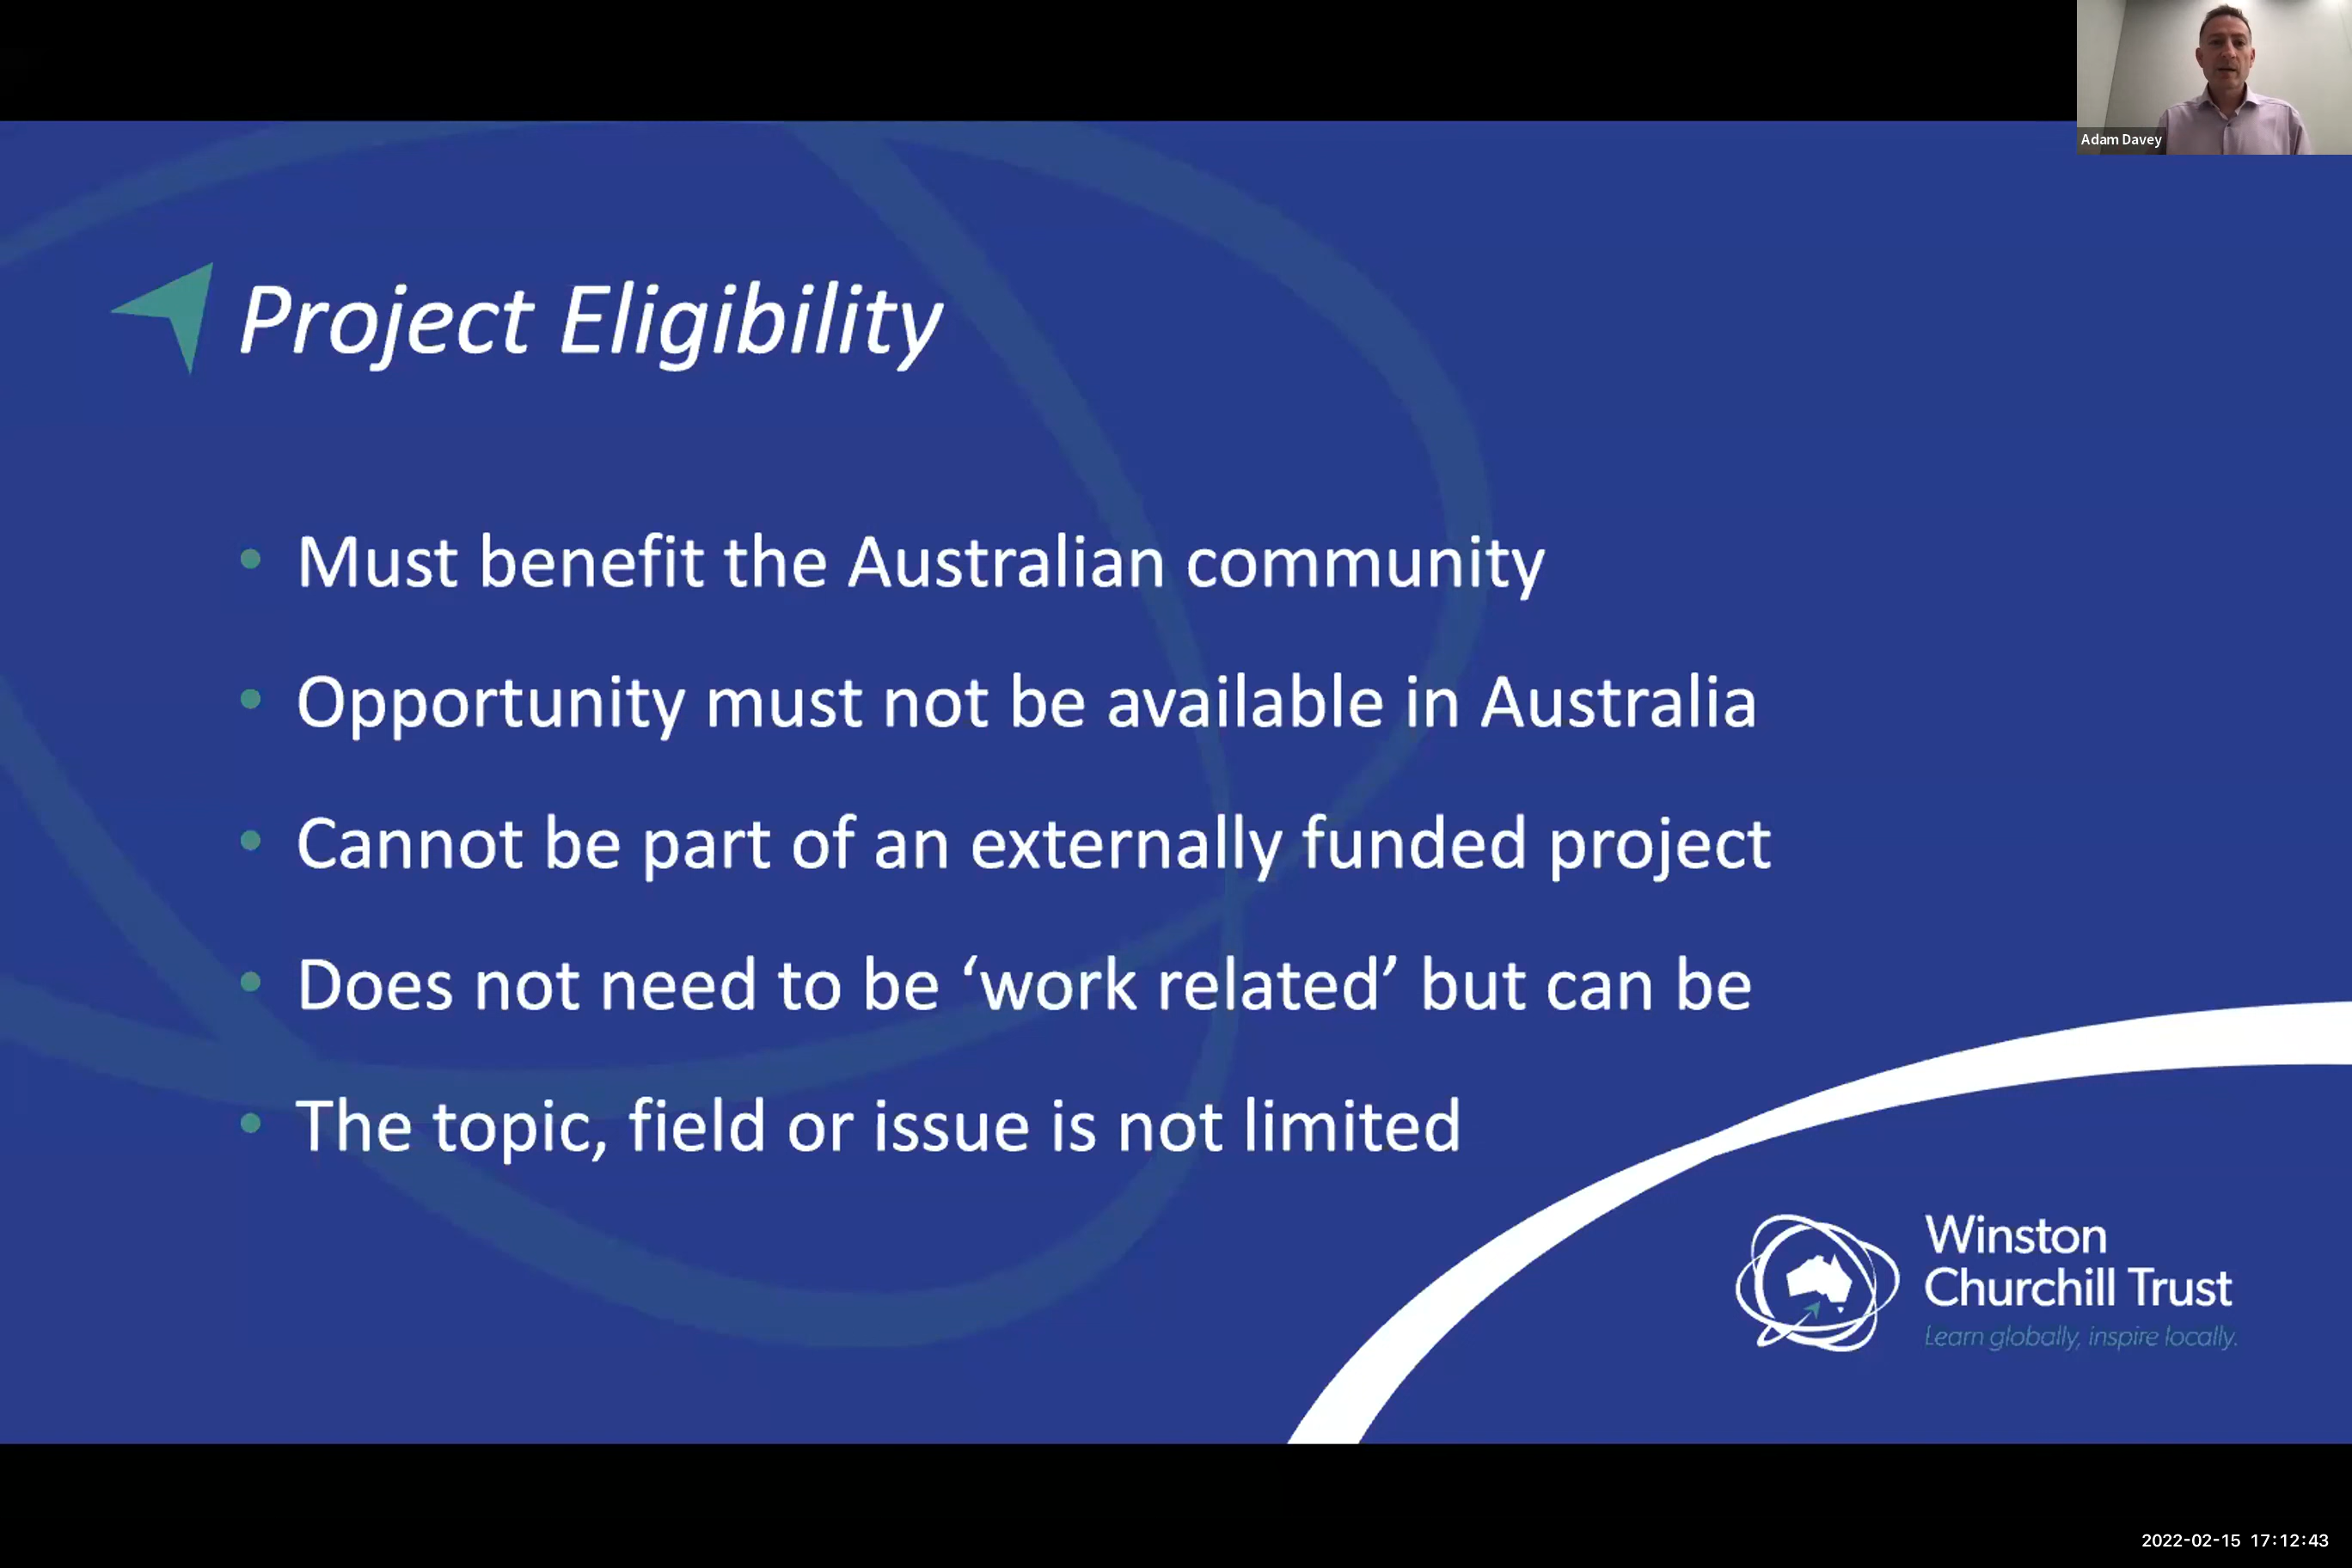 Adam Davey
Project Eligibility
• Must benefit the Australian community
• Opportunity must not be available in Australia
• Cannot be part of an externally funded project
• Does not need to be ‘work related’ but can be
• The topic, field or issue is not limited
Winston
Churchill Trust
Learn globally, inspire locally.
2022-02-15 17:12:43